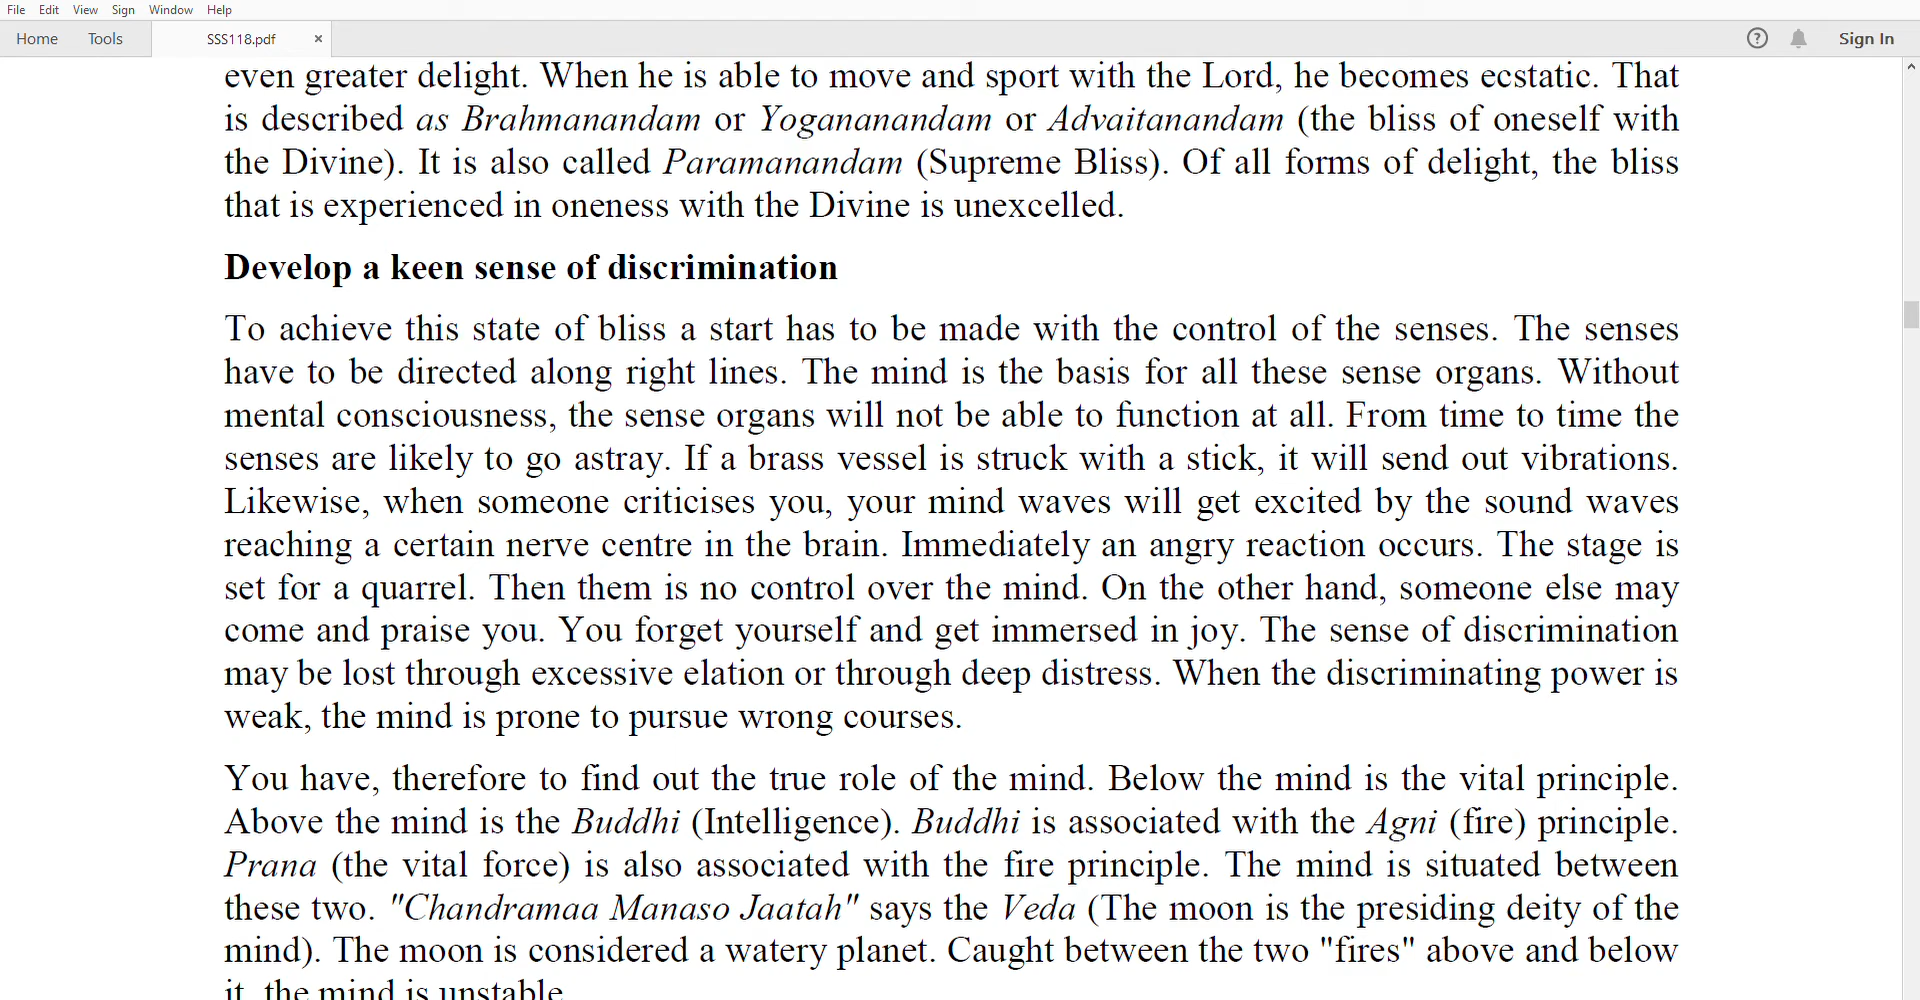 File Edit View Sign Window Help
Home Tools SSS118.pdf × ? Sign In
even greater delight. When he is able to move and sport with the Lord, he becomes ecstatic. That
is described as Brahmanandam or Yogananandam or Advaitanandam (the bliss of oneself with
the Divine). It is also called Paramanandam (Supreme Bliss). Of all forms of delight, the bliss
that is experienced in oneness with the Divine is unexcelled.
Develop a keen sense of discrimination
To achieve this state of bliss a start has to be made with the control of the senses. The senses
have to be directed along right lines. The mind is the basis for all these sense organs. Without
mental consciousness, the sense organs will not be able to function at all. From time to time the
senses are likely to go astray. If a brass vessel is struck with a stick, it will send out vibrations.
Likewise, when someone criticises you, your mind waves will get excited by the sound waves
reaching a certain nerve centre in the brain. Immediately an angry reaction occurs. The stage is
set for a quarrel. Then them is no control over the mind. On the other hand, someone else may
come and praise you. You forget yourself and get immersed in joy. The sense of discrimination
may be lost through excessive elation or through deep distress. When the discriminating power is
weak, the mind is prone to pursue wrong courses.
You have, therefore to find out the true role of the mind. Below the mind is the vital principle.
Above the mind is the Buddhi (Intelligence). Buddhi is associated with the Agni (fire) principle.
Prana (the vital force) is also associated with the fire principle. The mind is situated between
these two. "Chandramaa Manaso Jaatah" says the Veda (The moon is the presiding deity of the
mind). The moon is considered a watery planet. Caught between the two "fires" above and below
it, the mind is unstable.